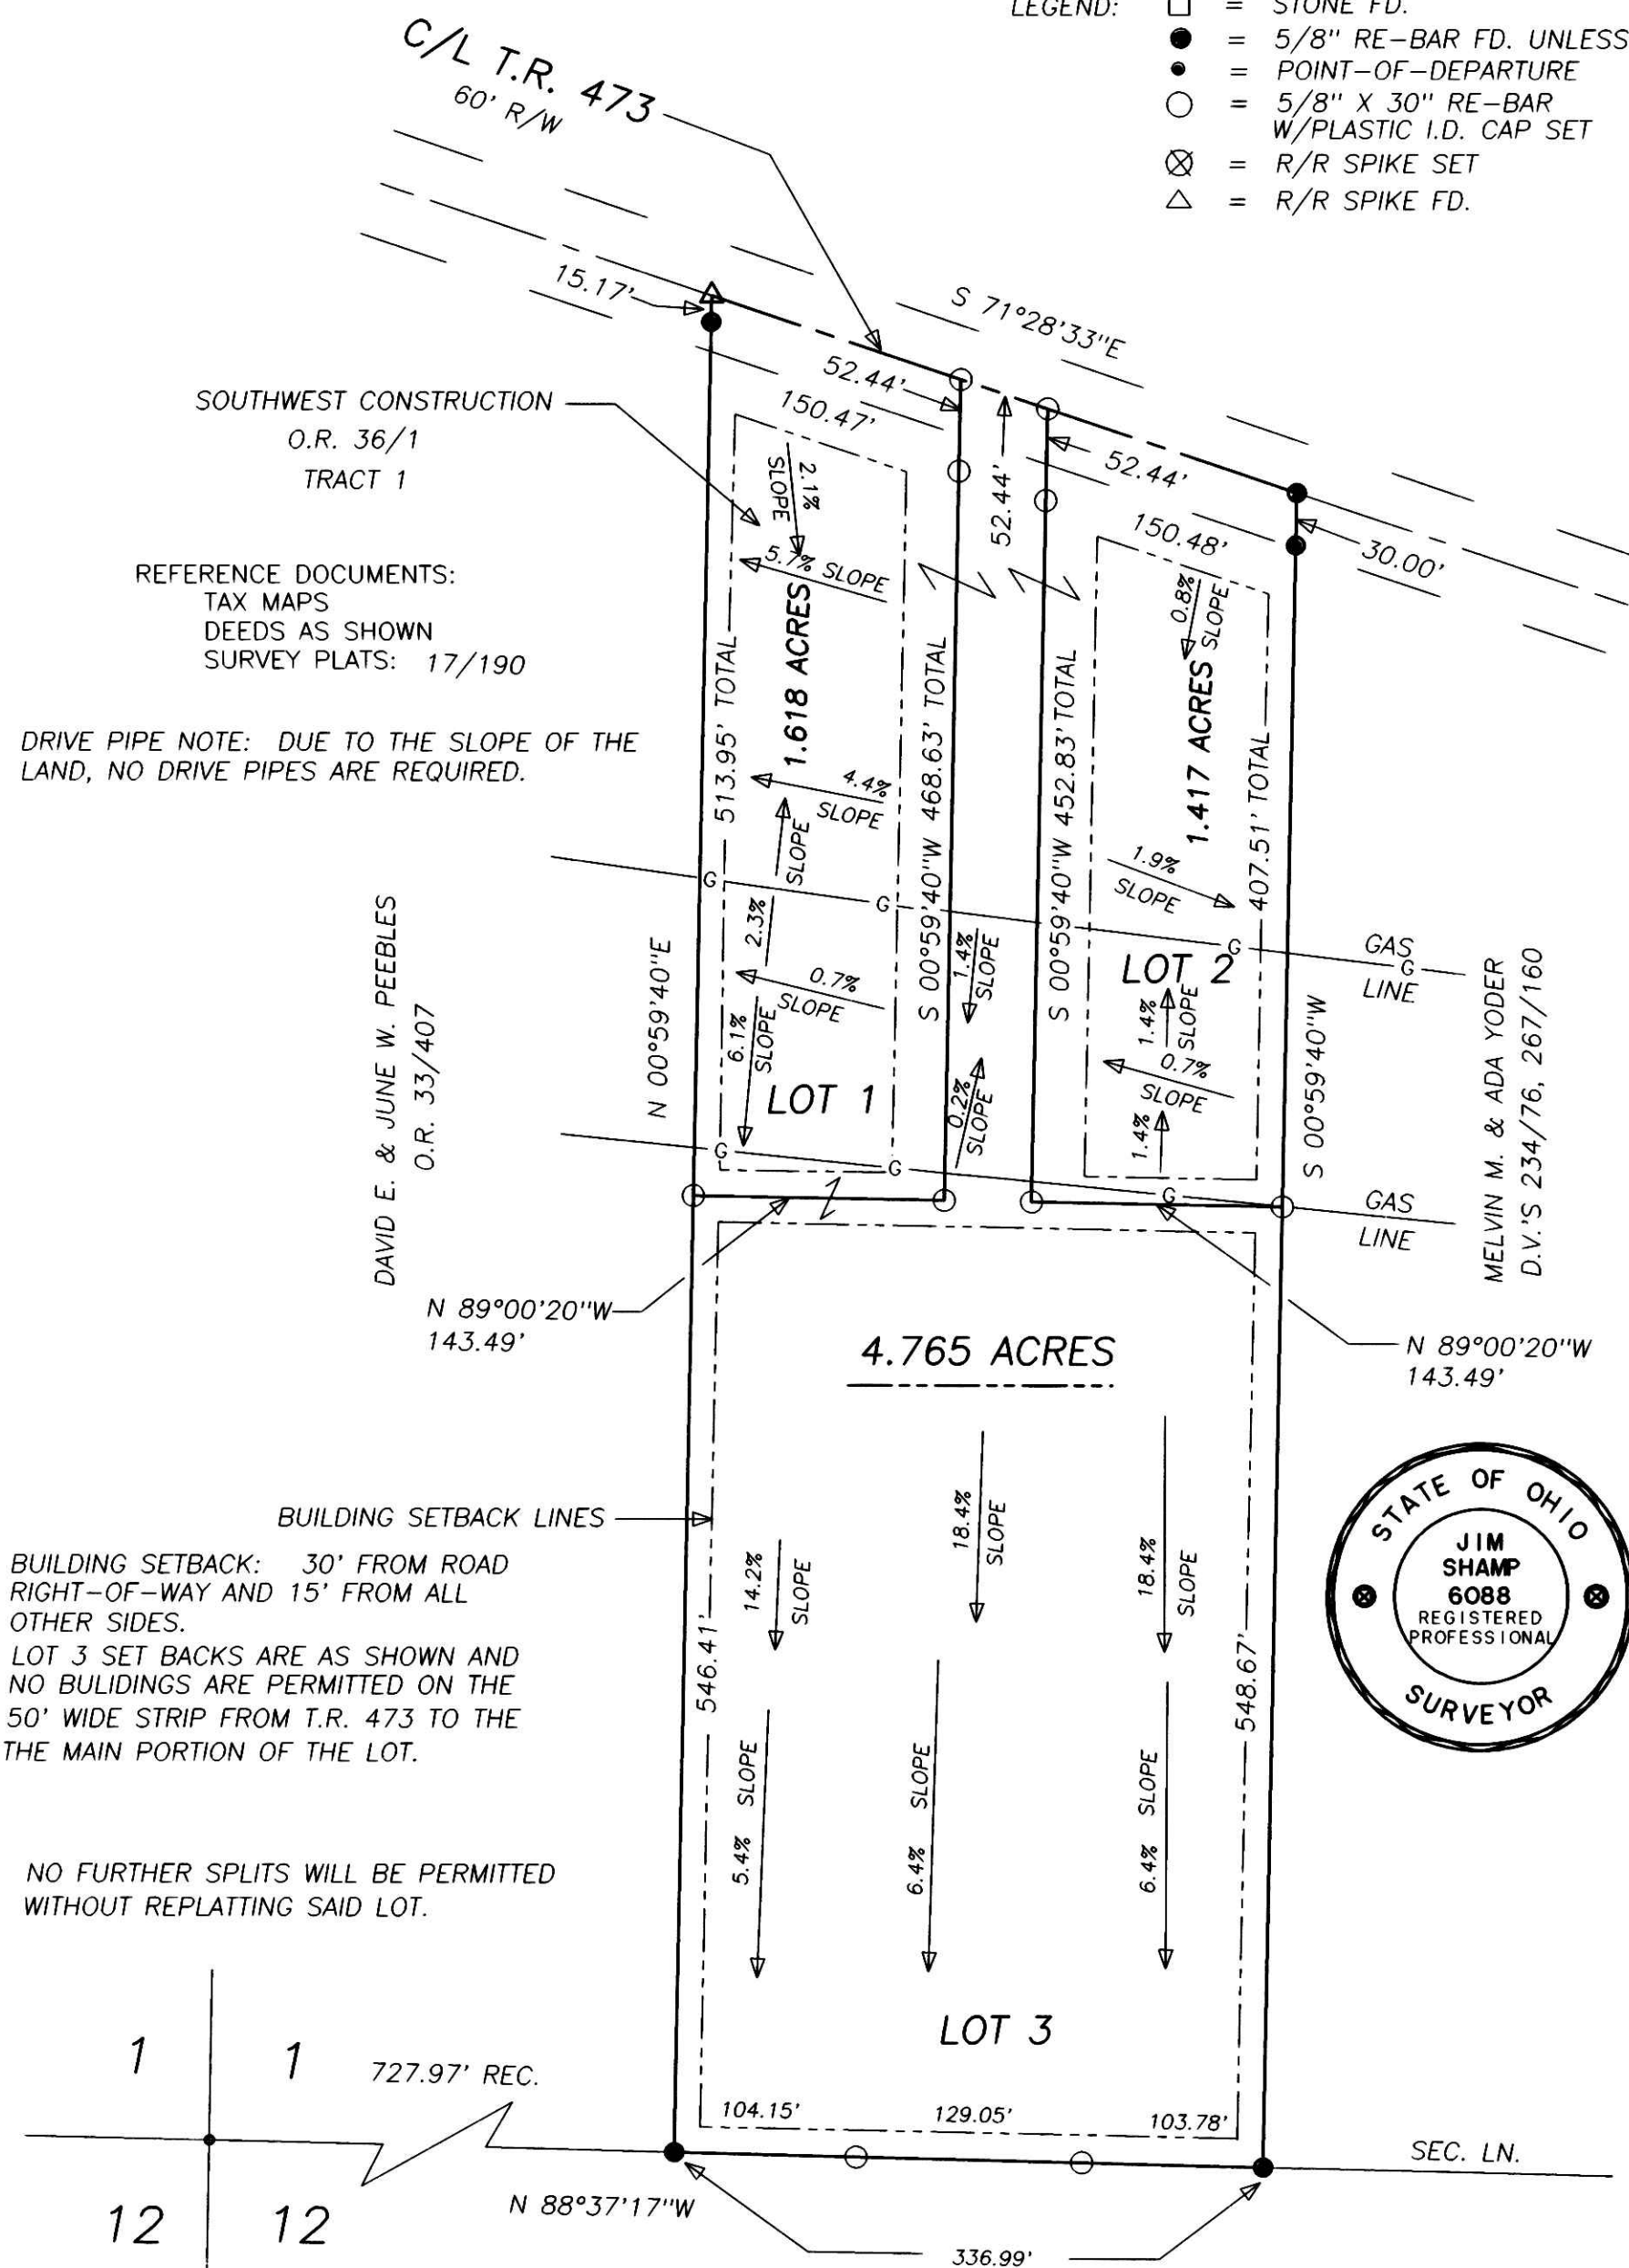 LEGEND: □ = STONE FD.
● = 5/8" RE-BAR FD. UNLESS
● = POINT-OF-DEPARTURE
○ = 5/8" X 30" RE-BAR
W/PLASTIC I.D. CAP SET
⊗ = R/R SPIKE SET
△ = R/R SPIKE FD.
C/L T.R. 473
60' R/W
15.17'
S 71°28'33"E
52.44'
150.47'
52.44'
52.44'
150.48'
30.00'
SOUTHWEST CONSTRUCTION
O.R. 36/1
TRACT 1
REFERENCE DOCUMENTS:
TAX MAPS
DEEDS AS SHOWN
SURVEY PLATS: 17/190
DRIVE PIPE NOTE: DUE TO THE SLOPE OF THE
LAND, NO DRIVE PIPES ARE REQUIRED.
2.1%
SLOPE
5.7% SLOPE
1.618 ACRES
513.95' TOTAL
4.4%
SLOPE
2.3%
SLOPE
0.7%
SLOPE
6.1%
SLOPE
LOT 1
S 00°59'40"W 468.63' TOTAL
1.4%
SLOPE
0.2%
SLOPE
S 00°59'40"W 452.83' TOTAL
0.8%
SLOPE
1.417 ACRES
407.51' TOTAL
1.9%
SLOPE
LOT 2
1.4%
SLOPE
0.7%
SLOPE
1.4%
G
G
G
G
GAS
LINE
G
G
G
GAS
LINE
N 00°59'40"E
S 00°59'40"W
DAVID E. & JUNE W. PEEBLES
O.R. 33/407
MELVIN M. & ADA YODER
D.V.'S 234/76, 267/160
N 89°00'20"W
143.49'
N 89°00'20"W
143.49'
4.765 ACRES
BUILDING SETBACK LINES
BUILDING SETBACK: 30' FROM ROAD
RIGHT-OF-WAY AND 15' FROM ALL
OTHER SIDES.
LOT 3 SET BACKS ARE AS SHOWN AND
NO BULIDINGS ARE PERMITTED ON THE
50' WIDE STRIP FROM T.R. 473 TO THE
THE MAIN PORTION OF THE LOT.
NO FURTHER SPLITS WILL BE PERMITTED
WITHOUT REPLATTING SAID LOT.
14.2%
SLOPE
18.4%
SLOPE
18.4%
SLOPE
546.41'
548.67'
5.4% SLOPE
6.4% SLOPE
6.4% SLOPE
LOT 3
STATE OF OHIO
JIM
SHAMP
6088
REGISTERED
PROFESSIONAL
SURVEYOR
1
1
727.97' REC.
12
12
104.15'
129.05'
103.78'
SEC. LN.
N 88°37'17"W
336.99'